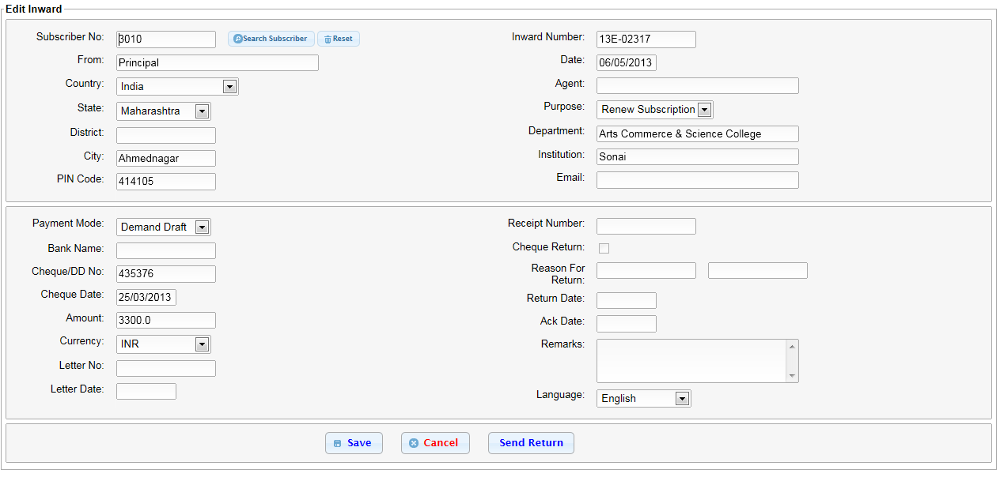 Edit Inward
Subscriber No: 3010 Search Subscriber Reset
From: Principal
Country: India
State: Maharashtra
District:
City: Ahmednagar
PIN Code: 414105
Inward Number: 13E-02317
Date: 06/05/2013
Agent:
Purpose: Renew Subscription
Department: Arts Commerce & Science College
Institution: Sonai
Email:
Payment Mode: Demand Draft
Bank Name:
Cheque/DD No: 435376
Cheque Date: 25/03/2013
Amount: 3300.0
Currency: INR
Letter No:
Letter Date:
Receipt Number:
Cheque Return:
Reason For
Return:
Return Date:
Ack Date:
Remarks:
Language: English
Save Cancel Send Return